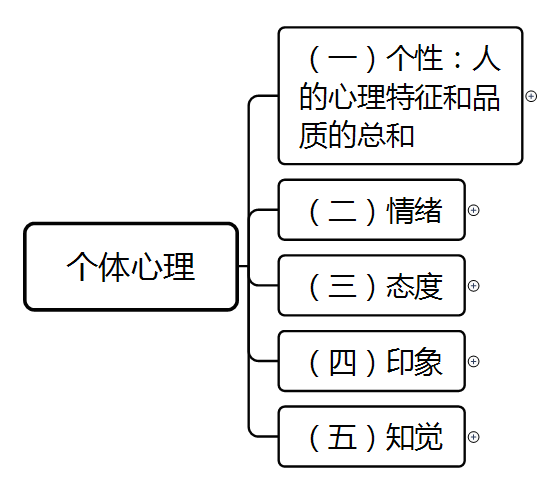 个体心理
（一）个性：人
的心理特征和品
质的总和
（二）情绪
（三）态度
（四）印象
（五）知觉